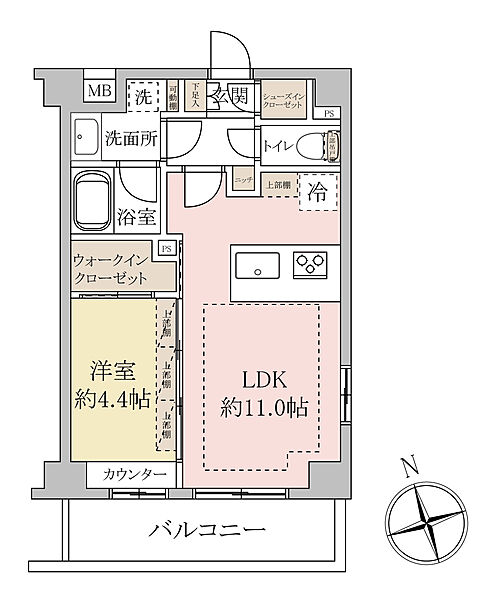 MB
洗
可動棚
下足入
玄関
シューズイン
クローゼット
PS
洗面所
トイレ
上部吊戸
ニッチ
上部棚
冷
浴室
PS
ウォークイン
クローゼット
上部棚
上部棚
上部棚
洋室
約4.4帖
LDK
約11.0帖
カウンター
バルコニー
N